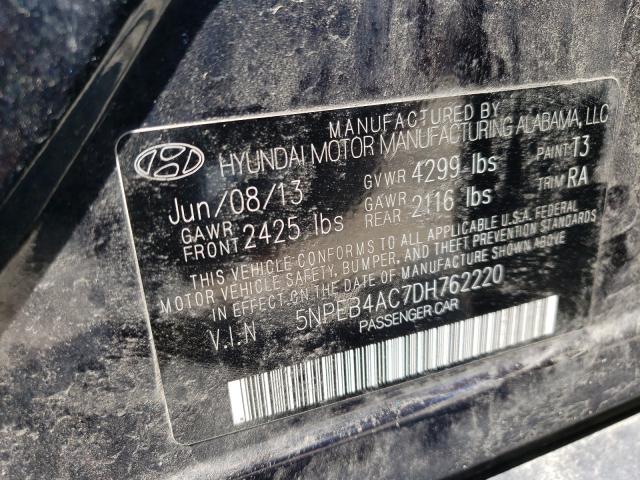 MANUFACTURED BY
HYUNDAI MOTOR MANUFACTURING ALABAMA, LLC
Jun/08/13 GVWR 4299 lbs PAINT T3
GAWR FRONT 2425 lbs GAWR REAR 2116 lbs TRIM RA
THIS VEHICLE CONFORMS TO ALL APPLICABLE U.S.A. FEDERAL
MOTOR VEHICLE SAFETY, BUMPER, AND THEFT PREVENTION STANDARDS
IN EFFECT ON THE DATE OF MANUFACTURE SHOWN ABOVE
V.I.N 5NPEB4AC7DH762220
PASSENGER CAR